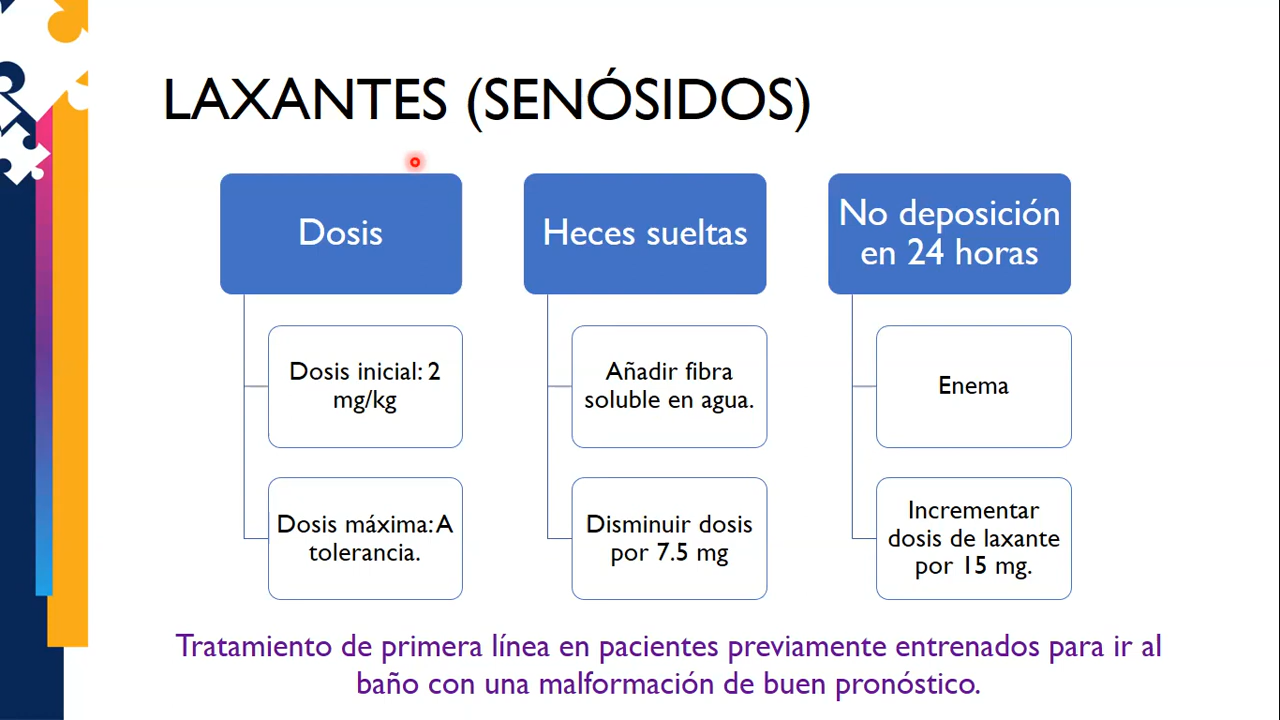 LAXANTES (SENÓSIDOS)
Dosis
Dosis inicial: 2
mg/kg
Dosis máxima: A
tolerancia.
Heces sueltas
Añadir fibra
soluble en agua.
Disminuir dosis
por 7.5 mg
No deposición
en 24 horas
Enema
Incrementar
dosis de laxante
por 15 mg.
Tratamiento de primera línea en pacientes previamente entrenados para ir al
baño con una malformación de buen pronóstico.